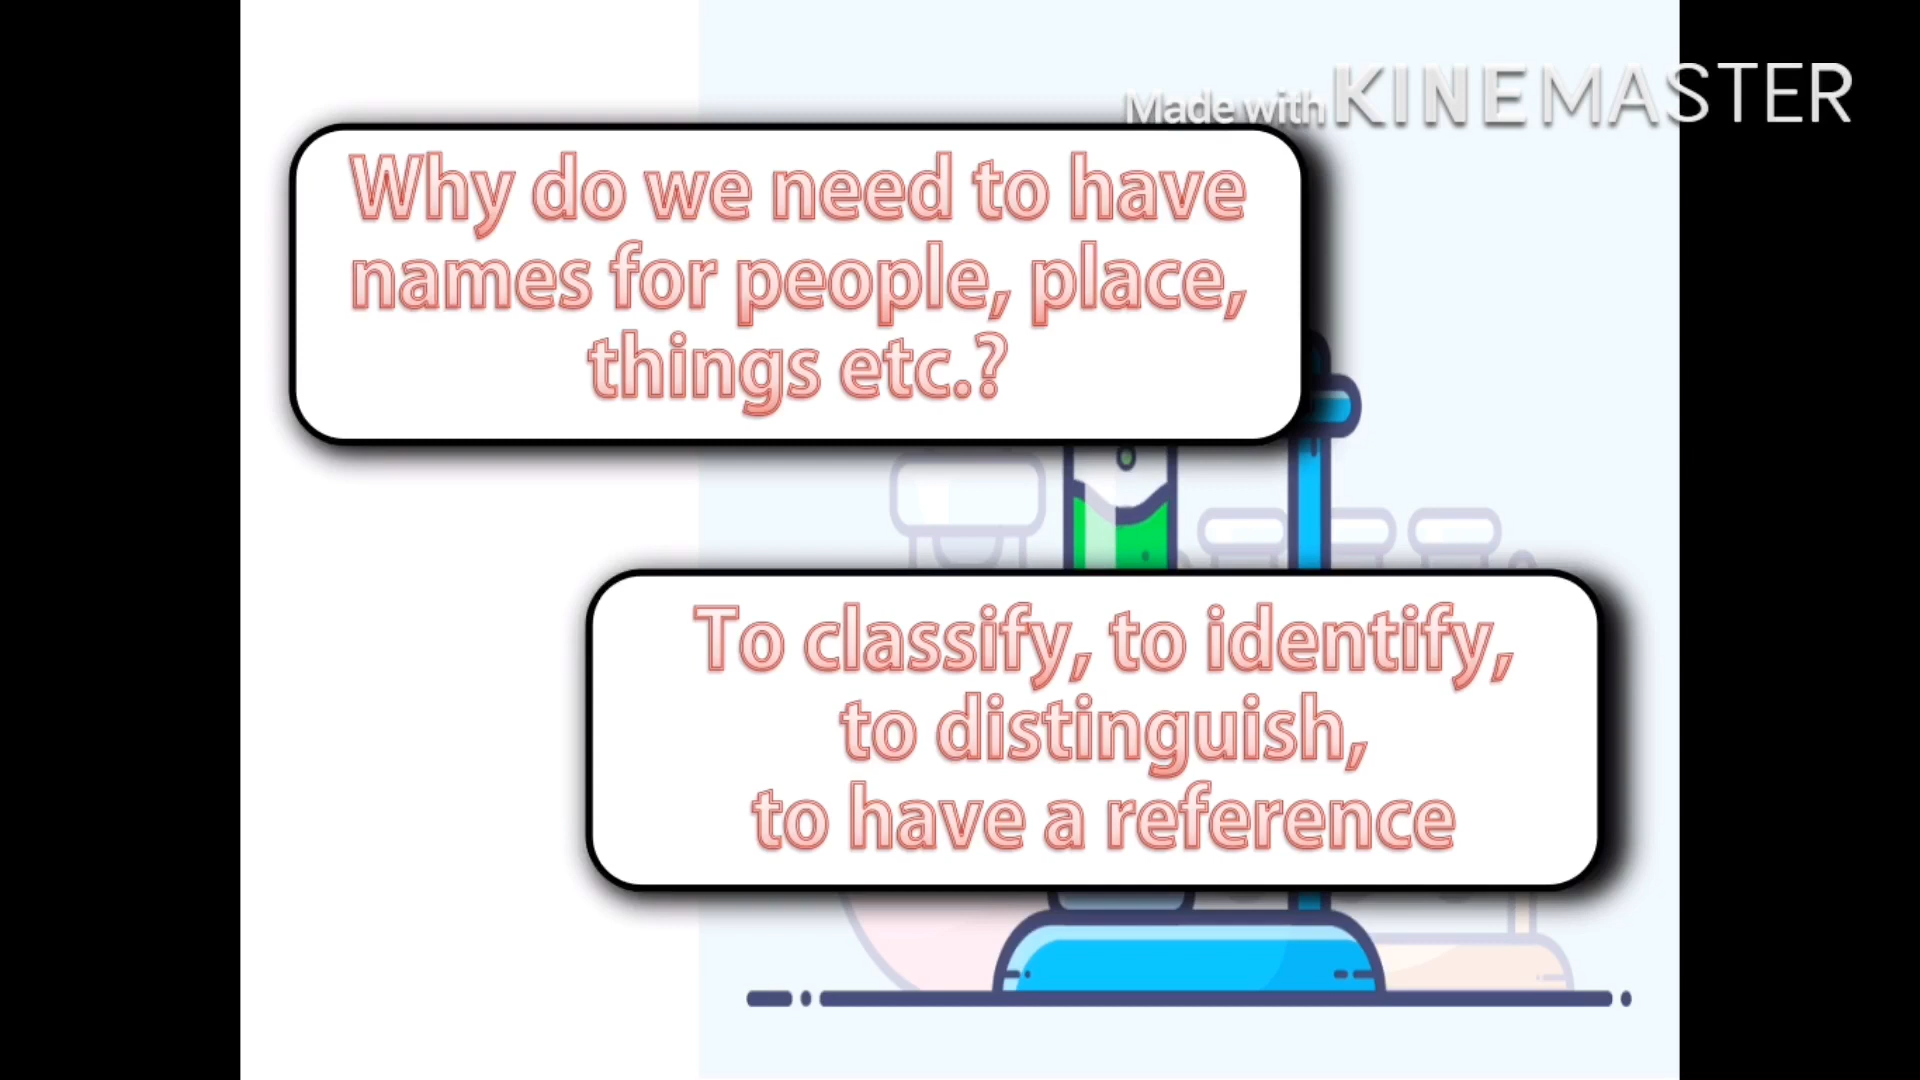 Made with KINEMASTER
Why do we need to have
names for people, place,
things etc.?
To classify, to identify,
to distinguish,
to have a reference